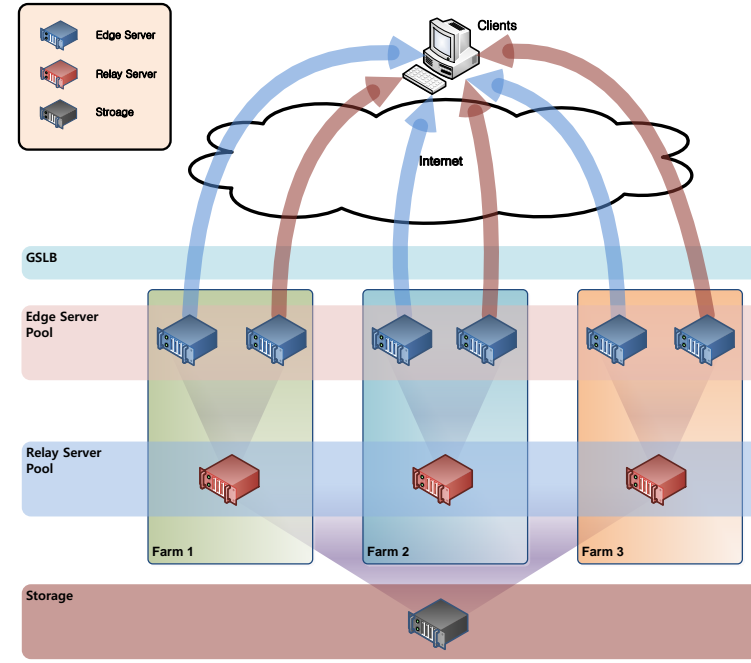 Edge Server
Relay Server
Stroage
Clients
Internet
GSLB
Edge Server
Pool
Relay Server
Pool
Farm 1
Farm 2
Farm 3
Storage